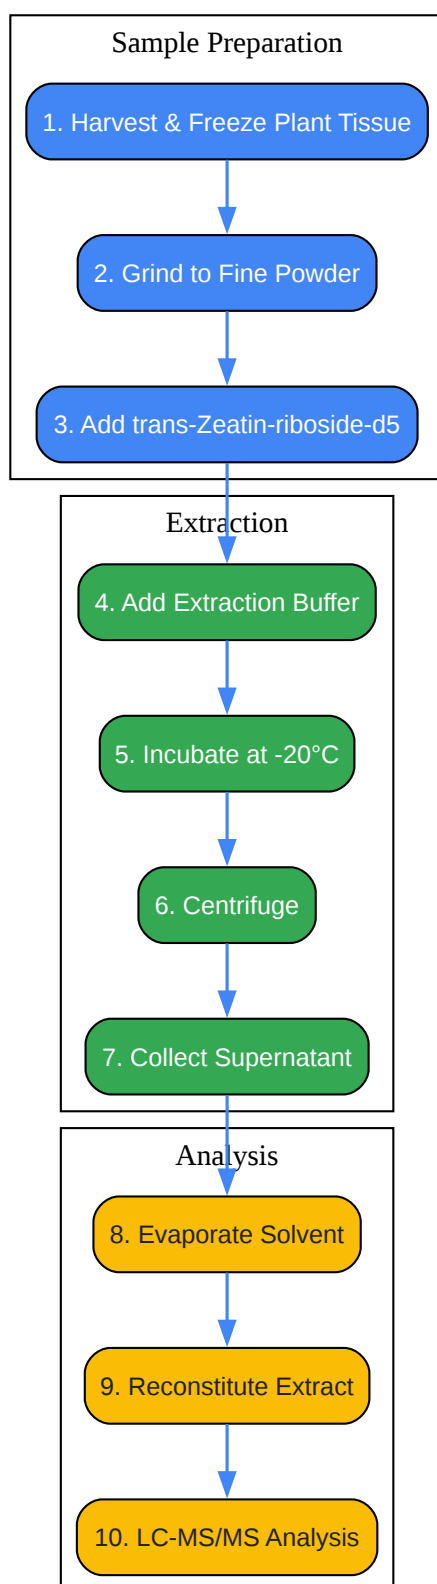 Sample Preparation
1. Harvest & Freeze Plant Tissue
2. Grind to Fine Powder
3. Add trans-Zeatin-riboside-d5
Extraction
4. Add Extraction Buffer
5. Incubate at -20°C
6. Centrifuge
7. Collect Supernatant
Analysis
8. Evaporate Solvent
9. Reconstitute Extract
10. LC-MS/MS Analysis